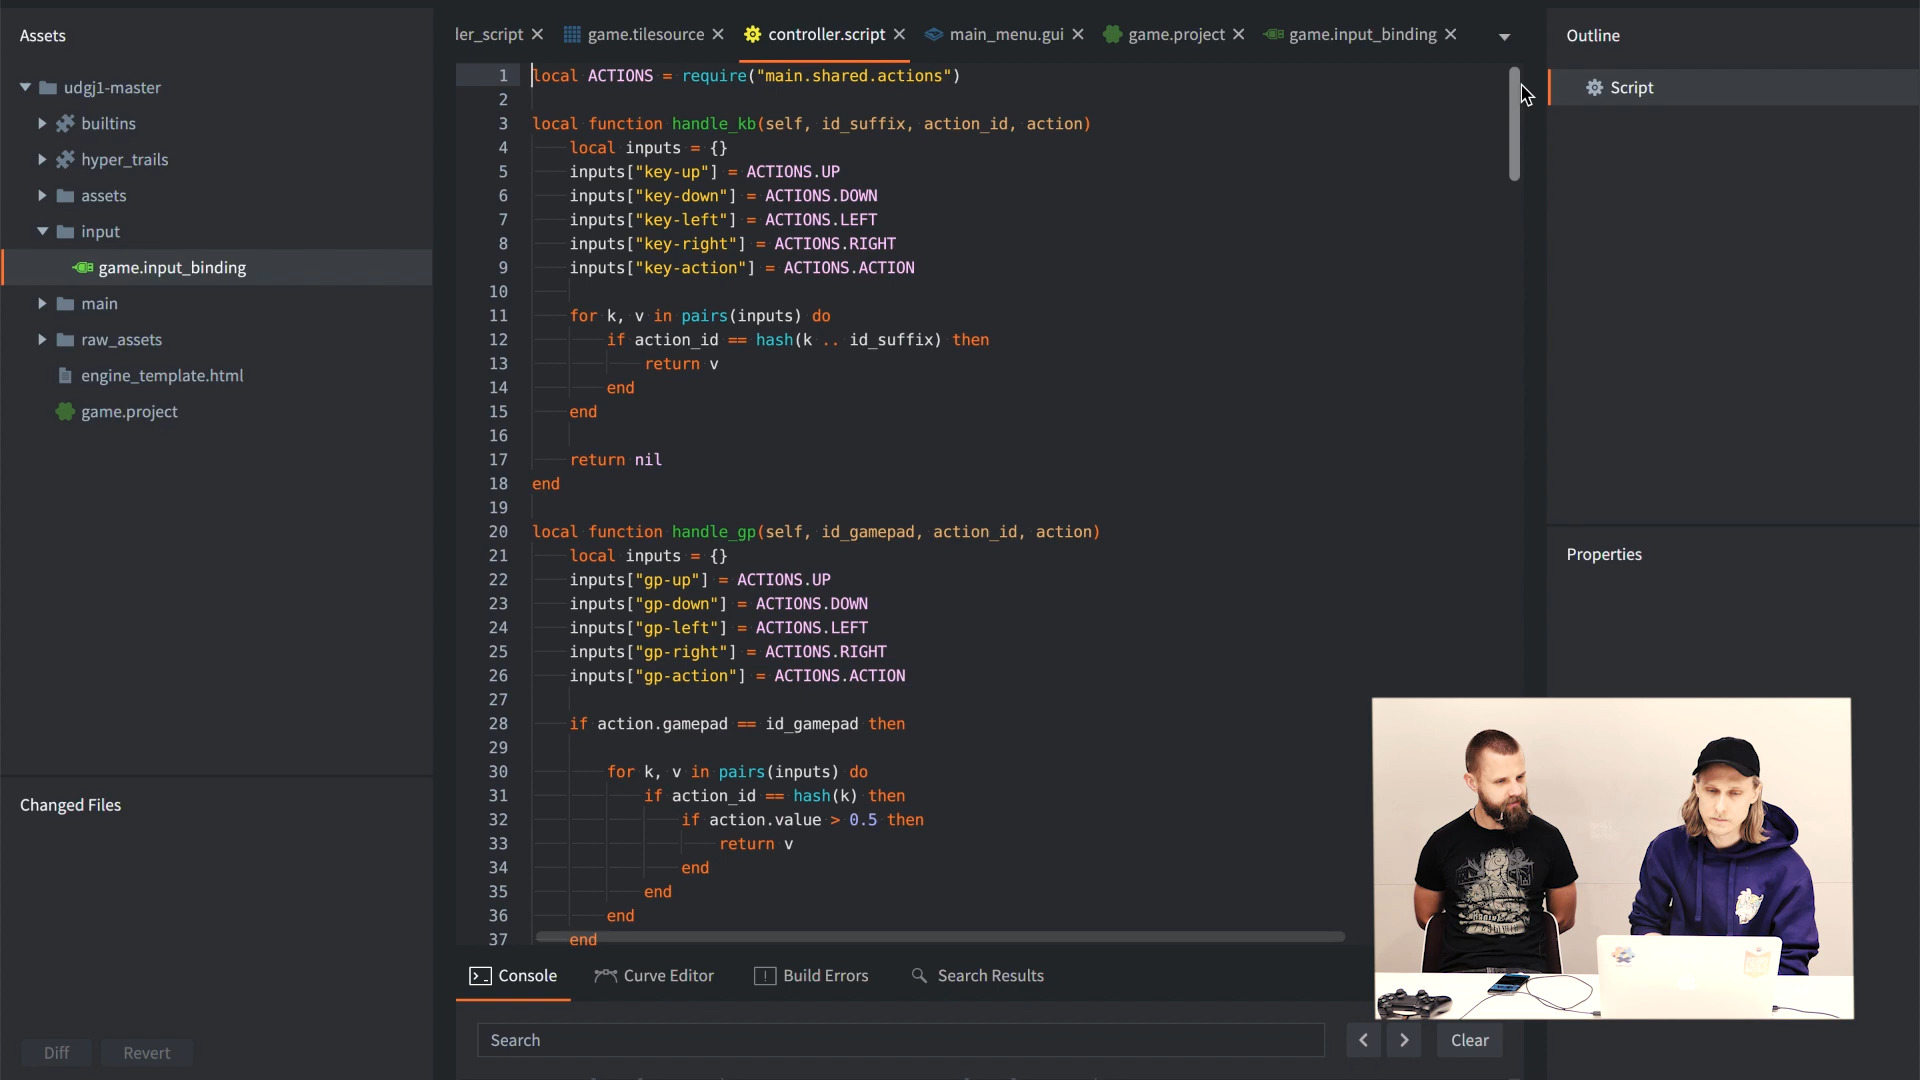 Assets
udgj1-master
builtins
hyper_trails
assets
input
game.input_binding
main
raw_assets
engine_template.html
game.project
Changed Files
Diff
Revert
ler_script
game.tilesource
controller.script
main_menu.gui
game.project
game.input_binding
1 local ACTIONS = require("main.shared.actions")
2
3 local function handle_kb(self, id_suffix, action_id, action)
4 local inputs = {}
5 inputs["key-up"] = ACTIONS.UP
6 inputs["key-down"] = ACTIONS.DOWN
7 inputs["key-left"] = ACTIONS.LEFT
8 inputs["key-right"] = ACTIONS.RIGHT
9 inputs["key-action"] = ACTIONS.ACTION
10
11 for k, v in pairs(inputs) do
12 if action_id == hash(k .. id_suffix) then
13 return v
14 end
15 end
16
17 return nil
18 end
19
20 local function handle_gp(self, id_gamepad, action_id, action)
21 local inputs = {}
22 inputs["gp-up"] = ACTIONS.UP
23 inputs["gp-down"] = ACTIONS.DOWN
24 inputs["gp-left"] = ACTIONS.LEFT
25 inputs["gp-right"] = ACTIONS.RIGHT
26 inputs["gp-action"] = ACTIONS.ACTION
27
28 if action.gamepad == id_gamepad then
29
30 for k, v in pairs(inputs) do
31 if action_id == hash(k) then
32 if action.value > 0.5 then
33 return v
34 end
35 end
36 end
37 end
Console
Curve Editor
Build Errors
Search Results
Search
Clear
Outline
Script
Properties